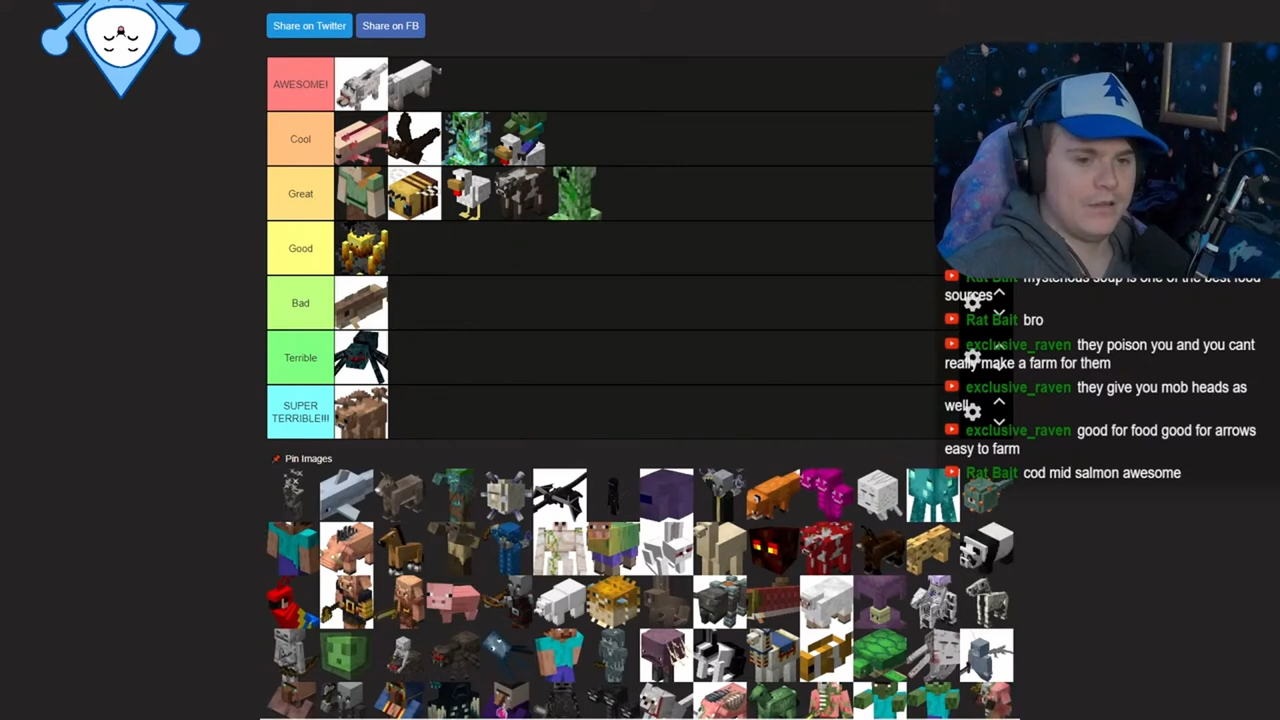 Share on Twitter
Share on FB
AWESOME!
Cool
Great
Good
Bad
Terrible
SUPER
TERRIBLE!!!
📌 Pin Images
Rat Bait mysterious soup is one of the best food
sources
Rat Bait bro
exclusive_raven they poison you and you cant
really make a farm for them
exclusive_raven they give you mob heads as
well
exclusive_raven good for food good for arrows
easy to farm
Rat Bait cod mid salmon awesome